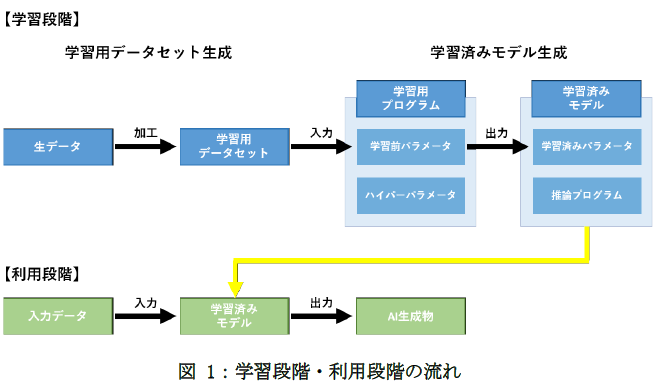 【学習段階】
学習用データセット生成
学習済みモデル生成
生データ
加工
学習用
データセット
入力
学習用
プログラム
学習前パラメータ
ハイパーパラメータ
出力
学習済み
モデル
学習済みパラメータ
推論プログラム
【利用段階】
入力データ
入力
学習済み
モデル
出力
AI生成物
図 1：学習段階・利用段階の流れ